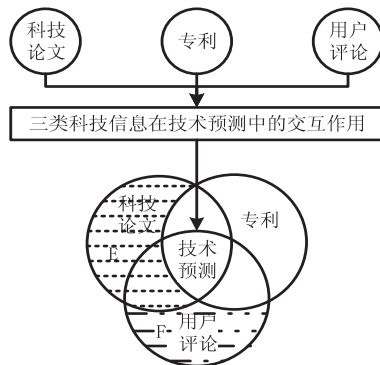 科技
论文
专利
用户
评论
三类科技信息在技术预测中的交互作用
科技
论文
专利
E
技术
预测
F
用户
评论